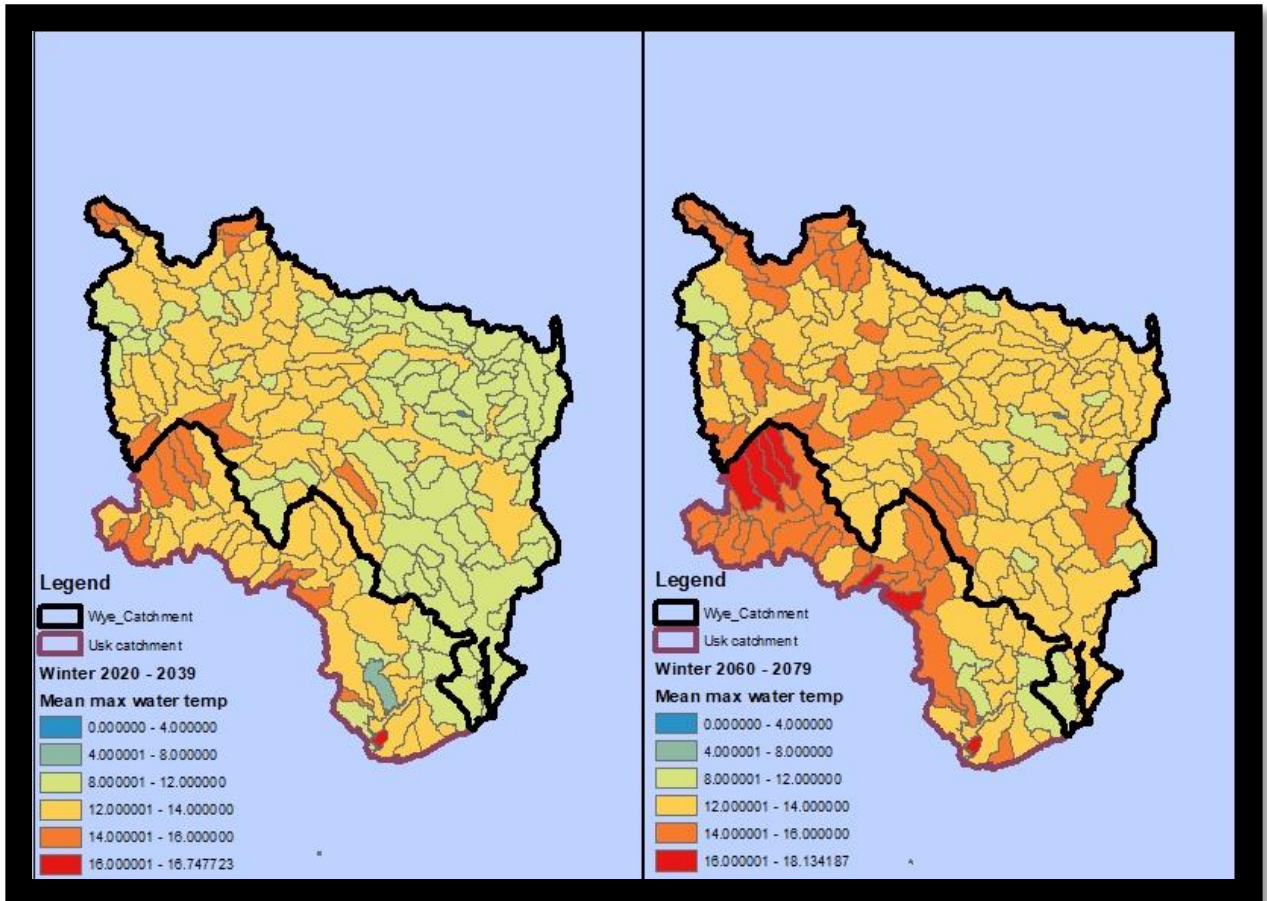 Legend
Wye_Catchment
Usk catchment
Winter 2020 - 2039
Mean max water temp
0.000000 - 4.000000
4.000001 - 8.000000
8.000001 - 12.000000
12.000001 - 14.000000
14.000001 - 16.000000
16.000001 - 16.747723
Legend
Wye_Catchment
Usk catchment
Winter 2060 - 2079
Mean max water temp
0.000000 - 4.000000
4.000001 - 8.000000
8.000001 - 12.000000
12.000001 - 14.000000
14.000001 - 16.000000
16.000001 - 18.134187